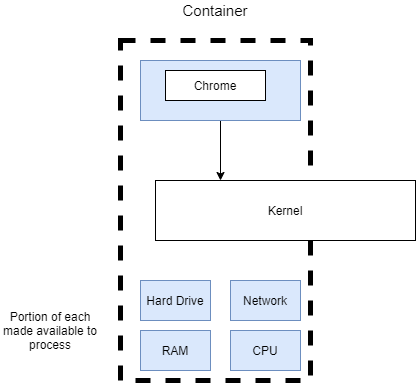 Container
Chrome
Kernel
Hard Drive
Network
Portion of each
made available to
process
RAM
CPU